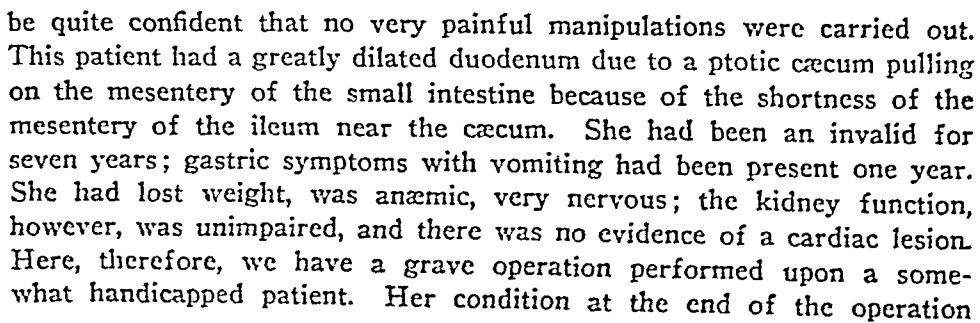 be quite confident that no very painful manipulations were carried out.
This patient had a greatly dilated duodenum due to a ptotic cæcum pulling
on the mesentery of the small intestine because of the shortness of the
mesentery of the ileum near the cæcum. She had been an invalid for
seven years; gastric symptoms with vomiting had been present one year.
She had lost weight, was anæmic, very nervous; the kidney function,
however, was unimpaired, and there was no evidence of a cardiac lesion.
Here, therefore, we have a grave operation performed upon a some-
what handicapped patient. Her condition at the end of the operation